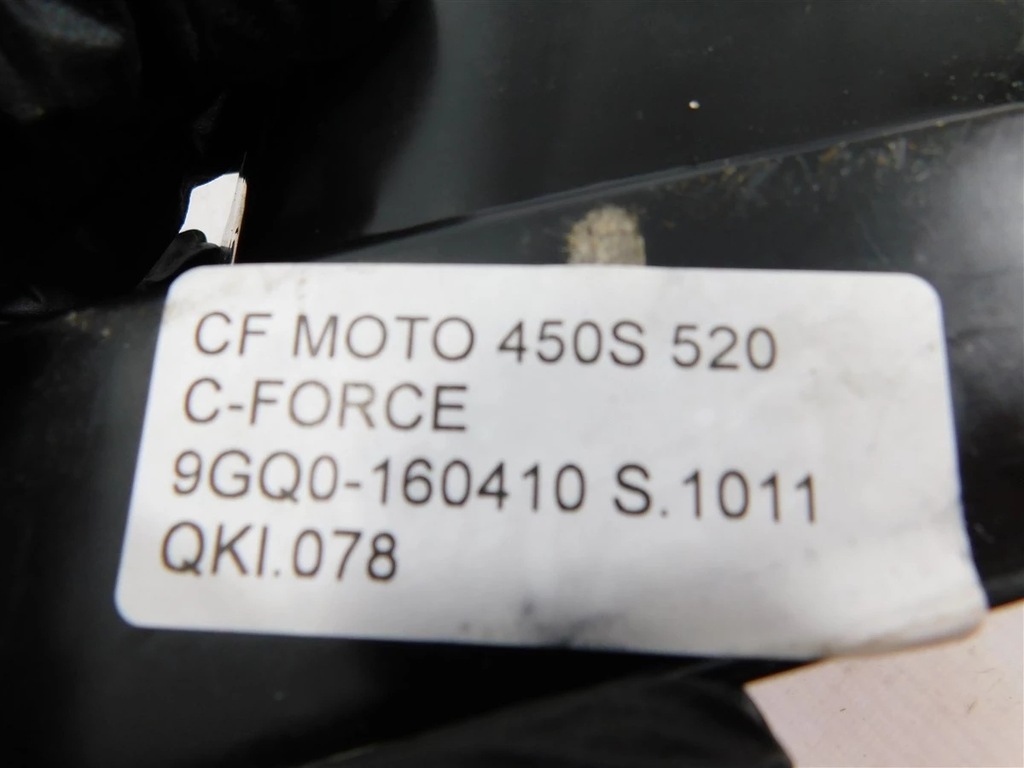 CF MOTO 450S 520
C-FORCE
9GQ0-160410 S.1011
QKI.078